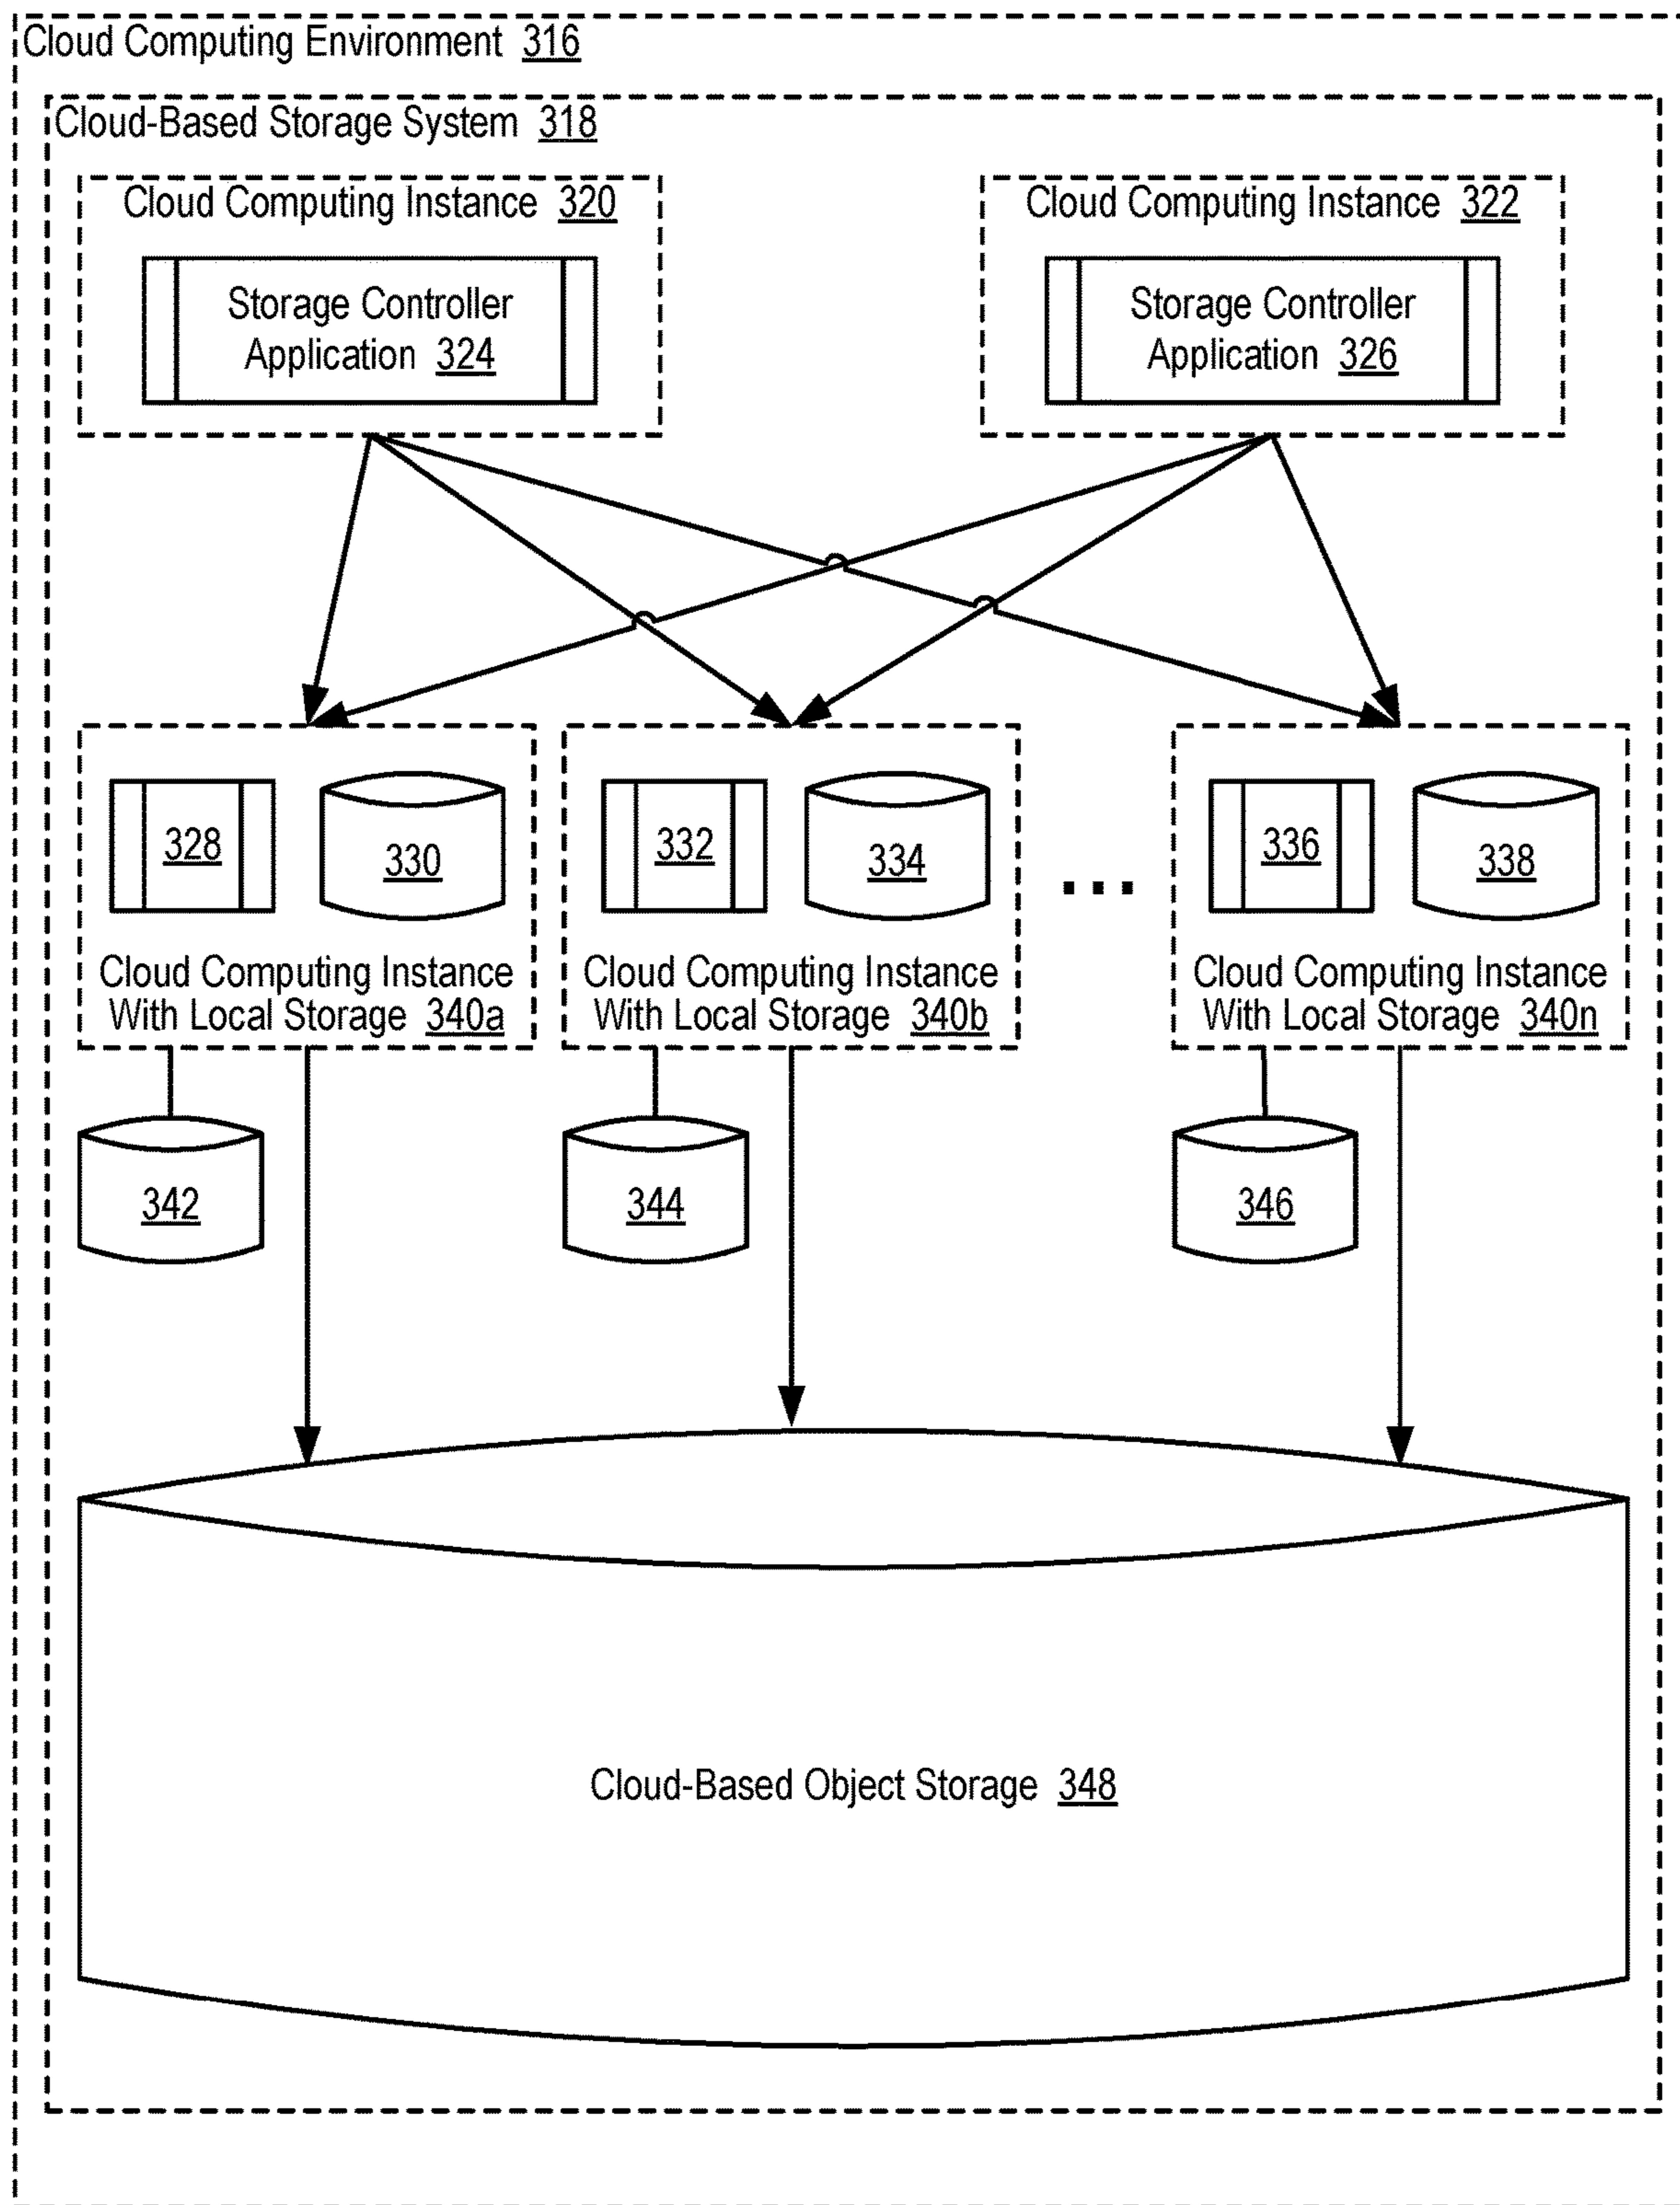 Cloud Computing Environment 316
Cloud-Based Storage System 318
Cloud Computing Instance 320
Storage Controller
Application 324
Cloud Computing Instance 322
Storage Controller
Application 326
328
330
Cloud Computing Instance
With Local Storage 340a
332
334
Cloud Computing Instance
With Local Storage 340b
...
336
338
Cloud Computing Instance
With Local Storage 340n
342
344
346
Cloud-Based Object Storage 348